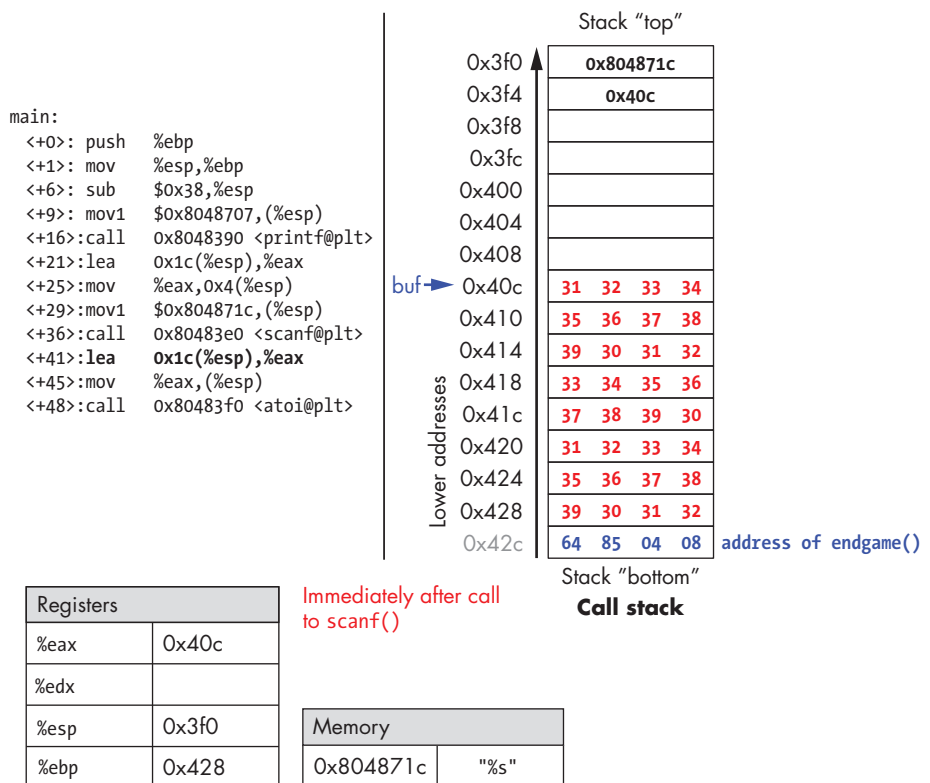 Stack “top”
main:
<+0>: push %ebp
<+1>: mov %esp,%ebp
<+6>: sub $0x38,%esp
<+9>: mov1 $0x8048707,(%esp)
<+16>:call 0x8048390 <printf@plt>
<+21>:lea 0x1c(%esp),%eax
<+25>:mov %eax,0x4(%esp)
<+29>:mov1 $0x804871c,(%esp)
<+36>:call 0x80483e0 <scanf@plt>
<+41>:lea 0x1c(%esp),%eax
<+45>:mov %eax,(%esp)
<+48>:call 0x80483f0 <atoi@plt>
Lower addresses
0x3f0 0x804871c
0x3f4 0x40c
0x3f8
0x3fc
0x400
0x404
0x408
buf 0x40c 31 32 33 34
0x410 35 36 37 38
0x414 39 30 31 32
0x418 33 34 35 36
0x41c 37 38 39 30
0x420 31 32 33 34
0x424 35 36 37 38
0x428 39 30 31 32
0x42c 64 85 04 08 address of endgame()
Stack “bottom”
Call stack
Immediately after call
to scanf()
Registers
%eax 0x40c
%edx
%esp 0x3f0
%ebp 0x428
Memory
0x804871c "%s"